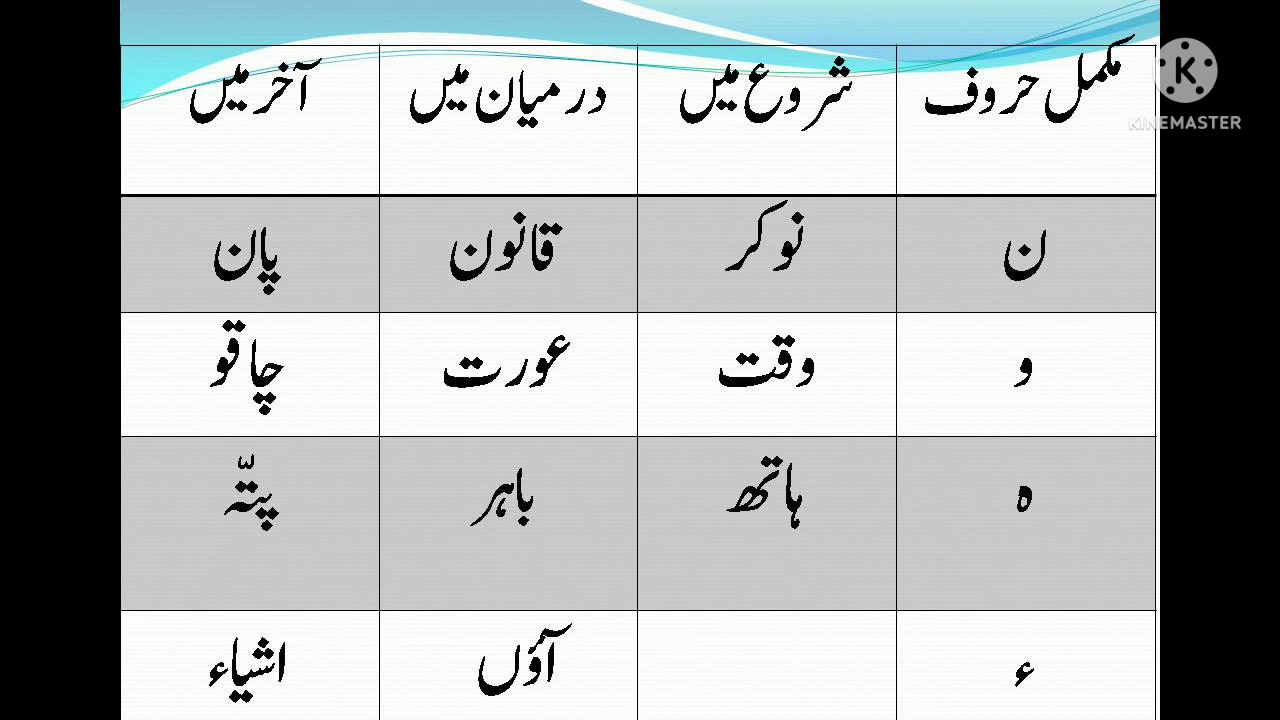 مکمل حروف شروع میں درمیان میں آخر میں
ن نوکر قانون پان
و وقت عورت چاقو
ہ ہاتھ باہر پتّہ
ء آؤں اشیاء
K
KINEMASTER